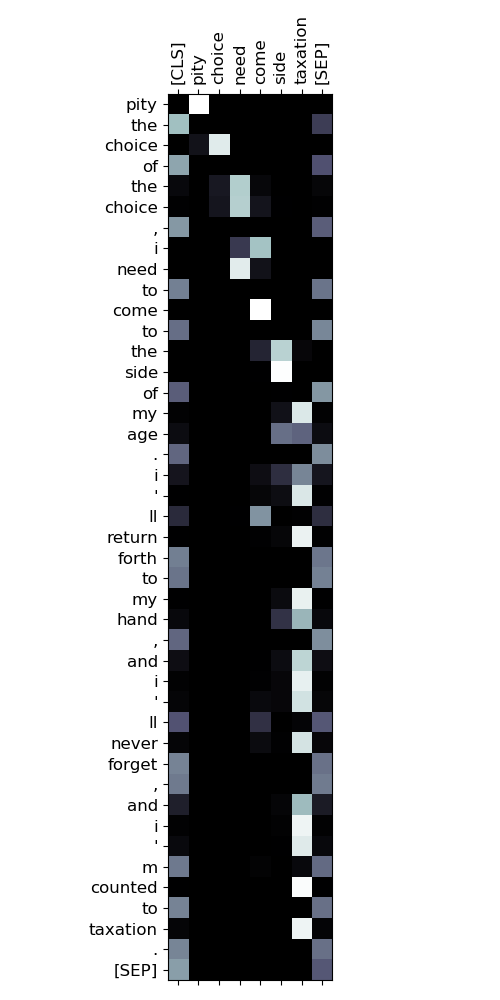 [CLS] pity choice need come side taxation [SEP]
pity
the
choice
of
the
choice
,
i
need
to
come
to
the
side
of
my
age
.
i
'
ll
return
forth
to
my
hand
,
and
i
'
ll
never
forget
,
and
i
'
m
counted
to
taxation
.
[SEP]